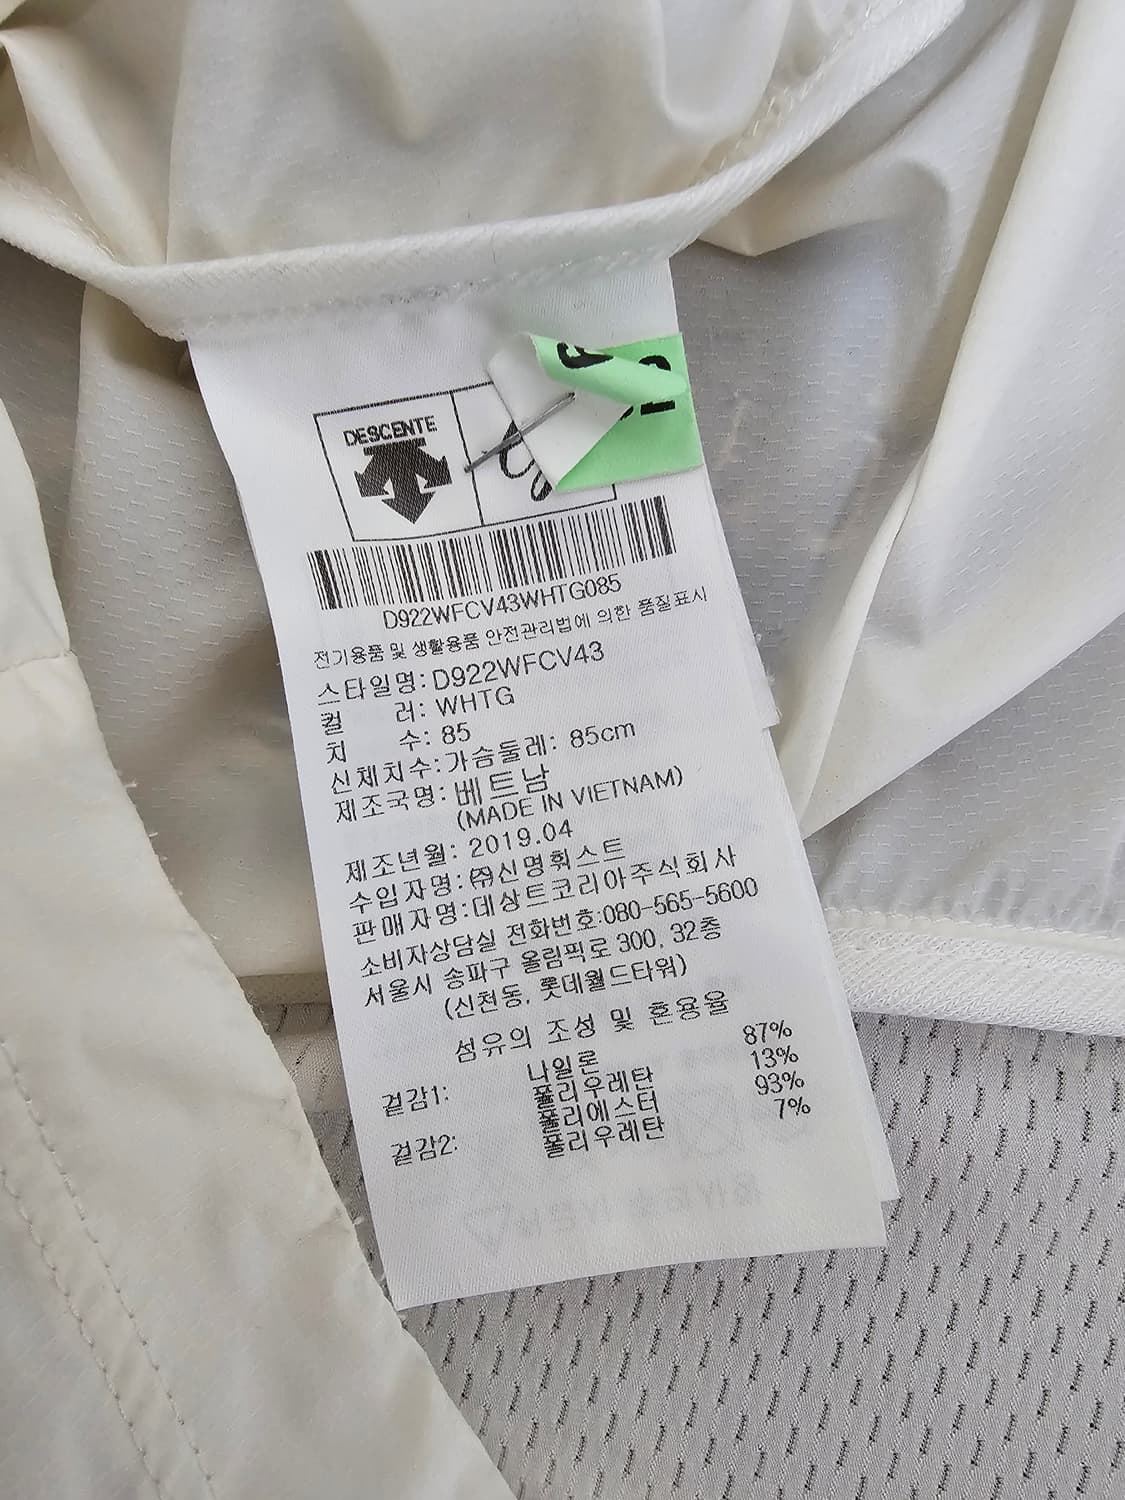 DESCENTE
D922WFCV43WHTG085
전기용품 및 생활용품 안전관리법에 의한 품질표시
스타일명: D922WFCV43
컬 러: WHTG
치 수: 85
신체치수:가슴둘레: 85cm
제조국명: 베트남
(MADE IN VIETNAM)
제조년월: 2019.04
수입자명:㈜신명훠스트
판매자명:데상트코리아주식회사
소비자상담실 전화번호:080-565-5600
서울시 송파구 올림픽로 300, 32층
(신천동, 롯데월드타워)
섬유의 조성 및 혼용율
겉감1: 나일론 87%
폴리우레탄 13%
겉감2: 폴리에스터 93%
폴리우레탄 7%